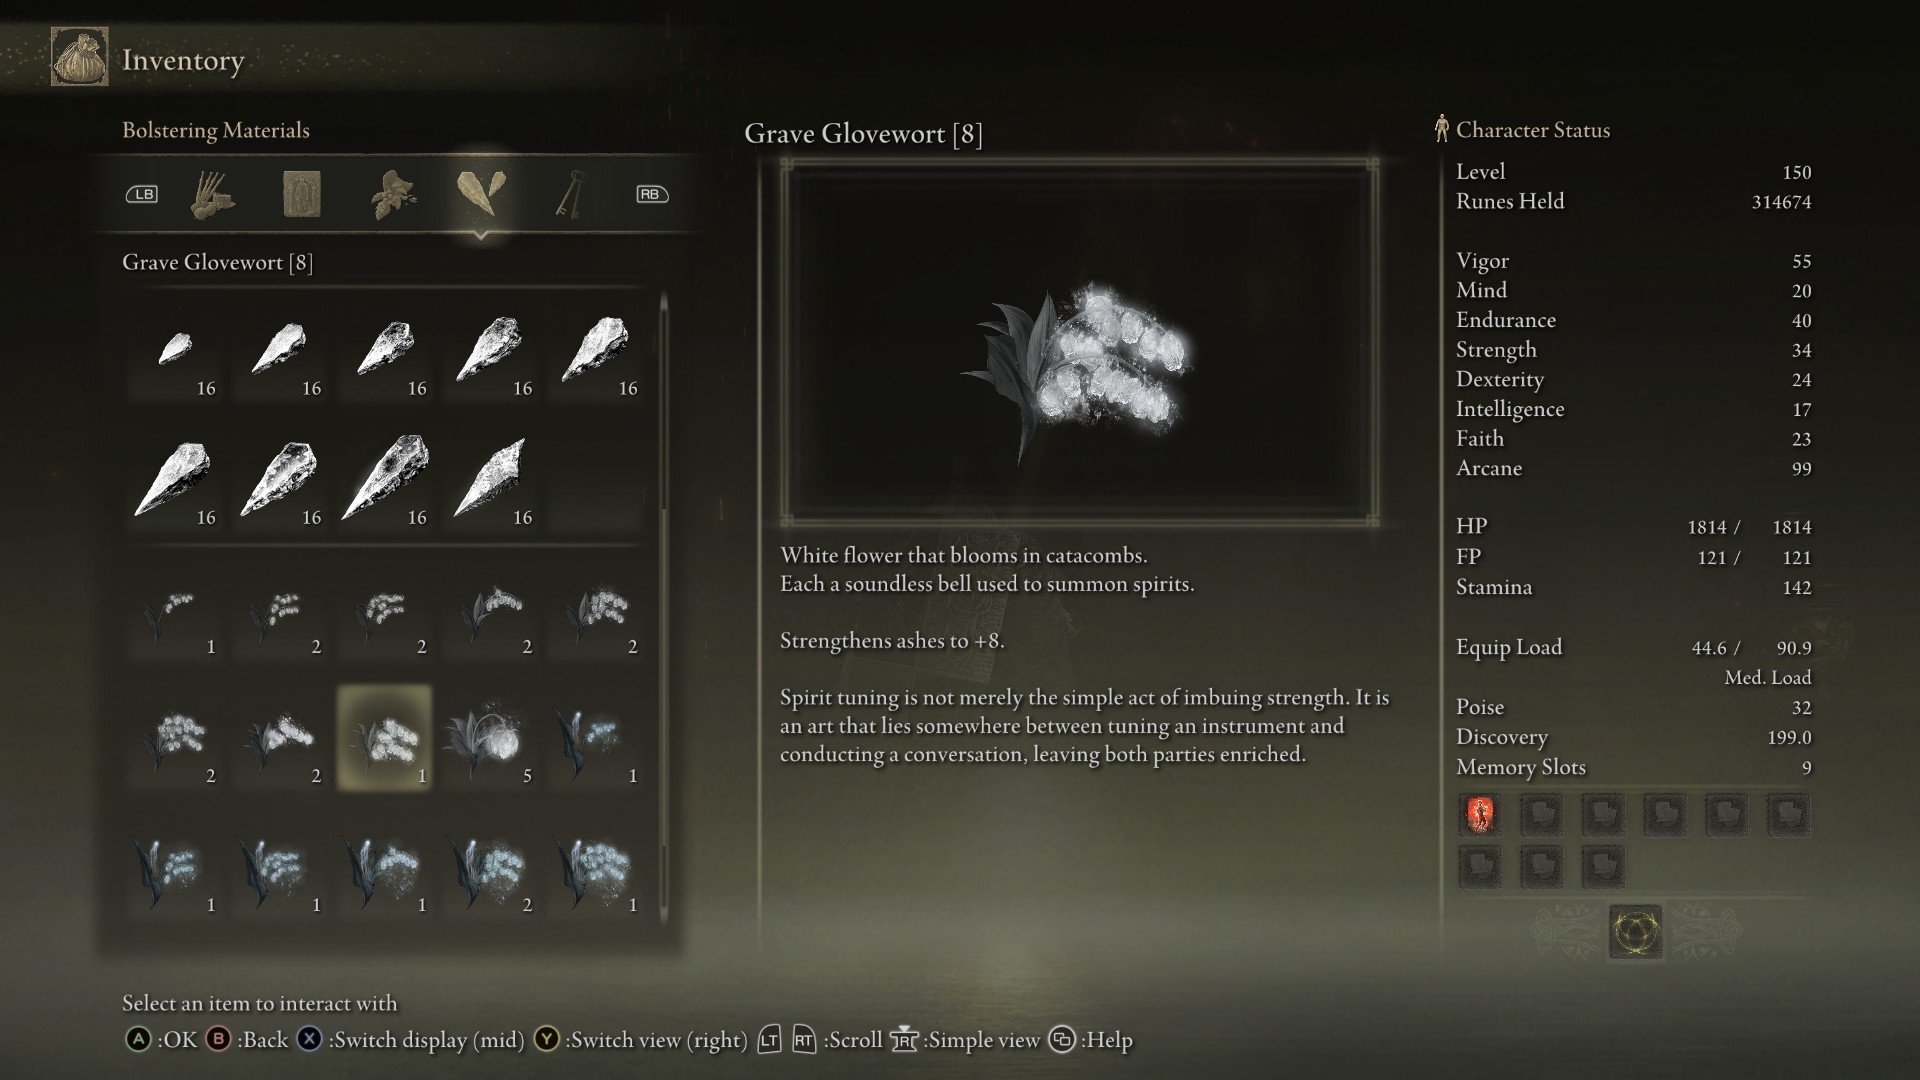 Inventory
Bolstering Materials
LB
RB
Grave Glovewort [8]
16 16 16 16 16
16 16 16 16
1 2 2 2 2
2 2 1 5 1
1 1 1 2 1
Grave Glovewort [8]
White flower that blooms in catacombs.
Each a soundless bell used to summon spirits.
Strengthens ashes to +8.
Spirit tuning is not merely the simple act of imbuing strength. It is
an art that lies somewhere between tuning an instrument and
conducting a conversation, leaving both parties enriched.
Character Status
Level 150
Runes Held 314674
Vigor 55
Mind 20
Endurance 40
Strength 34
Dexterity 24
Intelligence 17
Faith 23
Arcane 99
HP 1814 / 1814
FP 121 / 121
Stamina 142
Equip Load 44.6 / 90.9
Med. Load
Poise 32
Discovery 199.0
Memory Slots 9
Select an item to interact with
A :OK B :Back X :Switch display (mid) Y :Switch view (right) LT RT :Scroll R :Simple view :Help